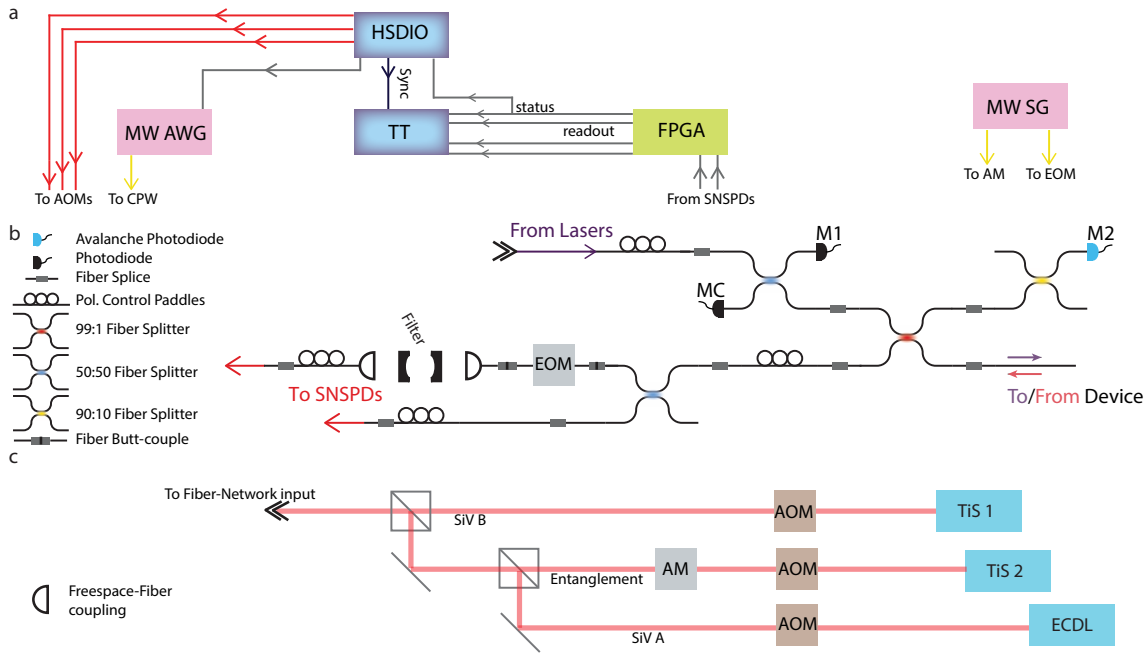 a
HSDIO
Sync
status
MW AWG
TT
readout
FPGA
MW SG
To AOMs
To CPW
From SNSPDs
To AM
To EOM
b
Avalanche Photodiode
Photodiode
Fiber Splice
Pol. Control Paddles
99:1 Fiber Splitter
50:50 Fiber Splitter
90:10 Fiber Splitter
Fiber Butt-couple
From Lasers
M1
M2
MC
Filter
EOM
To SNSPDs
To/From Device
c
To Fiber-Network input
SiV B
AOM
TiS 1
Entanglement
AM
AOM
TiS 2
Freespace-Fiber
coupling
SiV A
AOM
ECDL